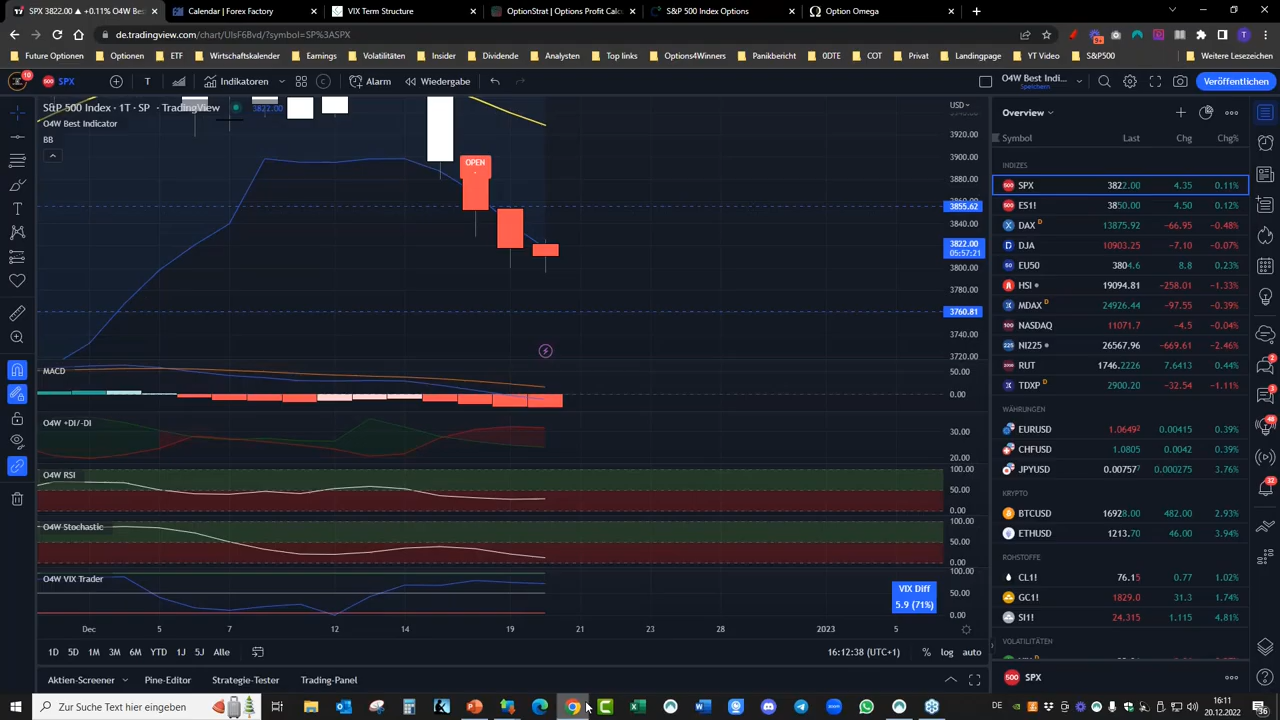 SPX 3822.00 ▲ +0.11% O4W Best
Calendar | Forex Factory
VIX Term Structure
OptionStrat | Options Profit Calcu
S&P 500 Index Options
Option Omega
de.tradingview.com/chart/UlsF6Bvd/?symbol=SP%3ASPX
Future Optionen
Optionen
ETF
Wirtschaftskalender
Earnings
Volatilitäten
Insider
Dividende
Analysten
Top links
Options4Winners
Panikbericht
0DTE
COT
Privat
Landingpage
YT Video
S&P500
Weitere Lesezeichen
10
SPX
Indikatoren
Alarm
Wiedergabe
O4W Best Indi...
Speichern
Veröffentlichen
S&P 500 Index · 1T · SP · TradingView
3822.00
O4W Best Indicator
BB
OPEN
USD
3920.00
3900.00
3880.00
3855.62
3840.00
3822.00
05:57:21
3800.00
3780.00
3760.81
3740.00
3720.00
MACD
50.00
0.00
O4W +DI/-DI
30.00
20.00
O4W RSI
100.00
50.00
0.00
O4W Stochastic
100.00
50.00
0.00
O4W VIX Trader
100.00
50.00
0.00
VIX Diff
5.9 (71%)
Dec 5 7 12 14 19 21 23 28 2023 5
1D 5D 1M 3M 6M YTD 1J 5J Alle
16:12:38 (UTC+1)
% log auto
Aktien-Screener
Pine-Editor
Strategie-Tester
Trading-Panel
Overview
Symbol Last Chg Chg%
INDIZES
SPX 3822.00 4.35 0.11%
ES1! 3850.00 4.50 0.12%
DAX D 13875.92 -66.95 -0.48%
DJA 10903.25 -7.10 -0.07%
EU50 3804.6 8.8 0.23%
HSI 19094.81 -258.01 -1.33%
MDAX D 24926.44 -97.55 -0.39%
NASDAQ 11071.7 -4.5 -0.04%
NI225 26567.96 -669.61 -2.46%
RUT 1746.2226 7.6413 0.44%
TDXP D 2900.20 -32.54 -1.11%
WÄHRUNGEN
EURUSD 1.0649² 0.00415 0.39%
CHFUSD 1.0805 0.0042 0.39%
JPYUSD 0.00757⁷ 0.000275 3.76%
KRYPTO
BTCUSD 16928.00 482.00 2.93%
ETHUSD 1213.70 46.00 3.94%
ROHSTOFFE
CL1! 76.15 0.77 1.02%
GC1! 1829.0 31.3 1.74%
SI1! 24.315 1.115 4.81%
VOLATILITÄTEN
SPX
Zur Suche Text hier eingeben
DE
16:11
20.12.2022